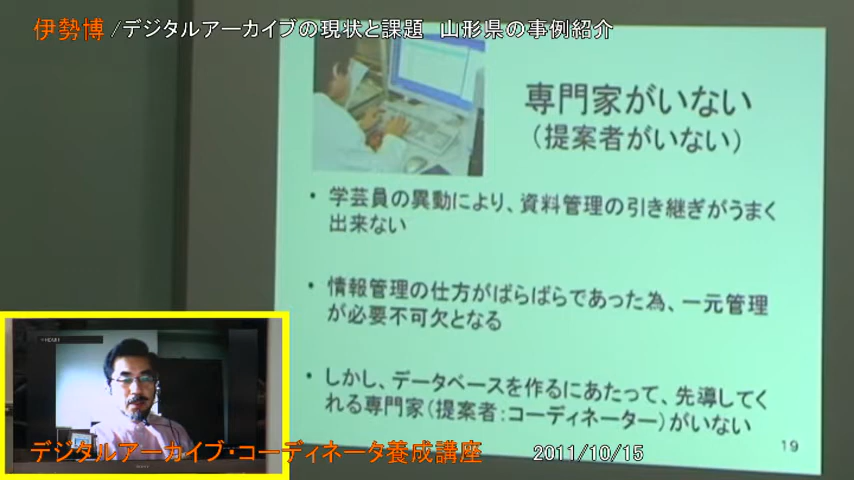 伊勢博/デジタルアーカイブの現状と課題 山形県の事例紹介
専門家がいない
(提案者がいない)
・ 学芸員の異動により、資料管理の引き継ぎがうまく
出来ない
・ 情報管理の仕方がばらばらであった為、一元管理
が必要不可欠となる
・ しかし、データベースを作るにあたって、先導してく
れる専門家(提案者:コーディネーター)がいない
19
デジタルアーカイブ・コーディネータ養成講座 2011/10/15